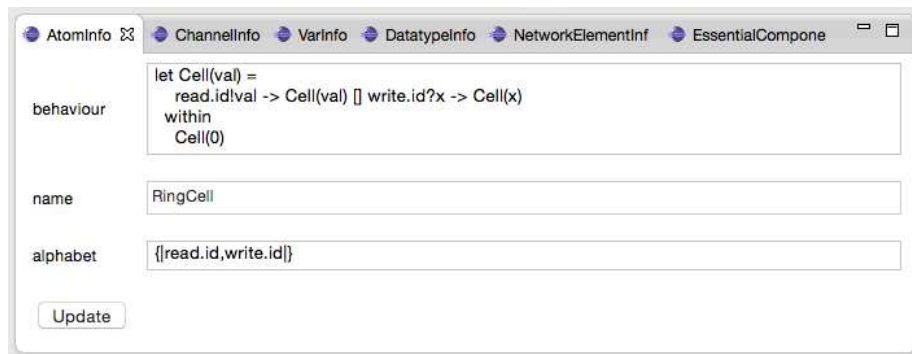 AtomInfo ChannelInfo VarInfo DatatypeInfo NetworkElementInf EssentialCompone
behaviour
let Cell(val) =
read.id!val -> Cell(val) [] write.id?x -> Cell(x)
within
Cell(0)
name RingCell
alphabet {|read.id,write.id|}
Update